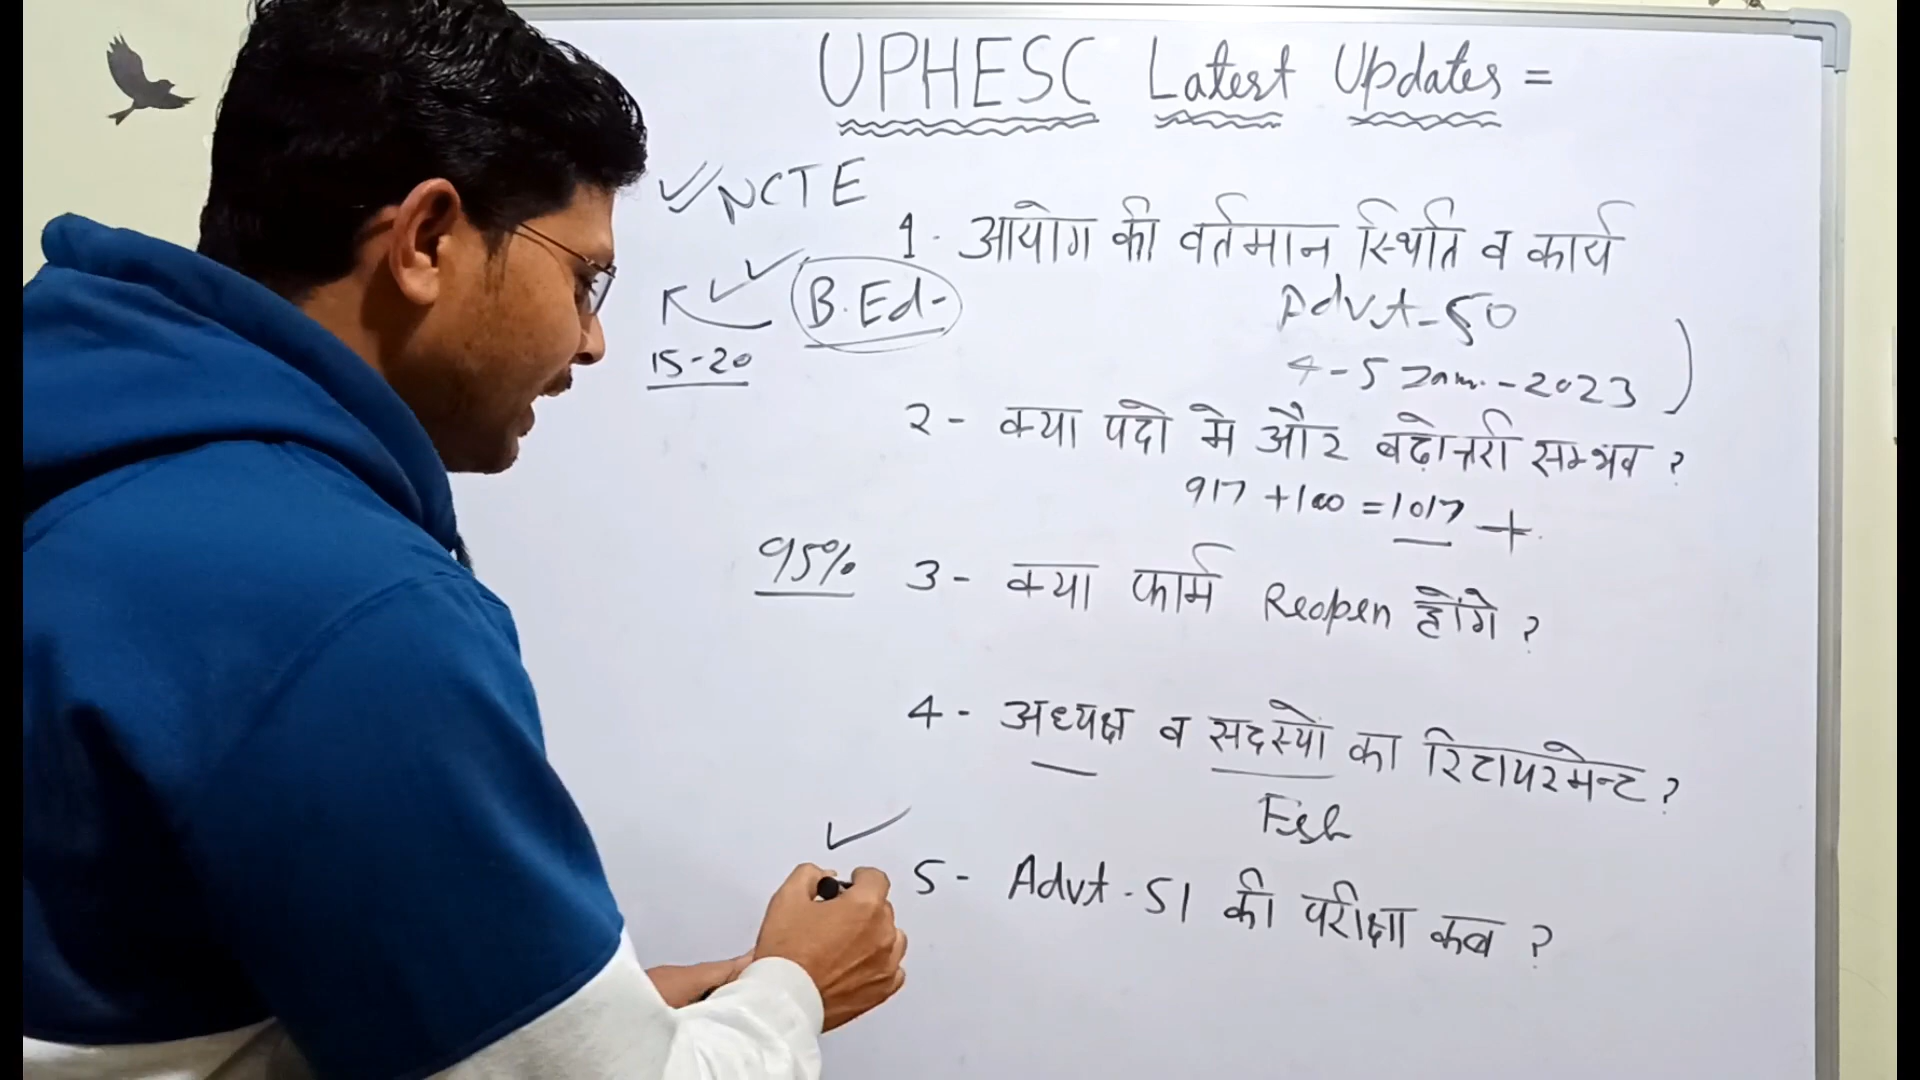 UPHESC Latest Updates =
✓✓ NCTE
1. आयोग की वर्तमान स्थिति व कार्य
✓✓ B.Ed-
Advt-50
15-20
4-5 Jan.-2023)
2- क्या पदो मे और बढ़ोत्तरी सम्भव ?
917 +100 = 1017 +
95% 3- क्या फार्म Reopen होंगे ?
4- अध्यक्ष व सदस्यो का रिटायरमेन्ट ?
Feb
✓ 5- Advt-51 की परीक्षा कब ?